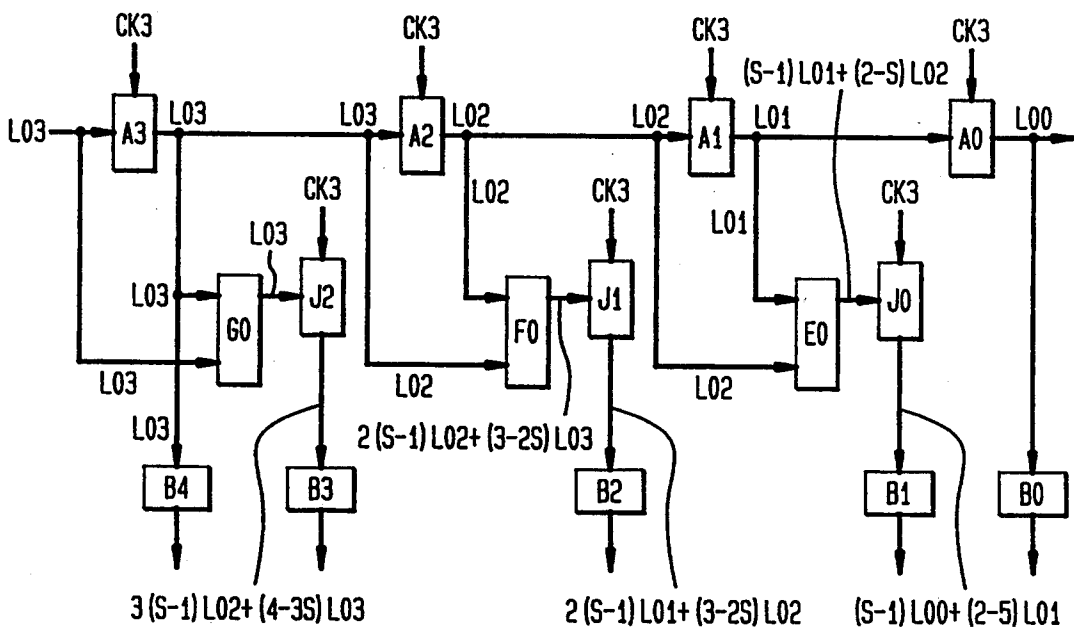 CK3
CK3
CK3
CK3
(S-1) L01+ (2-S) L02
L03
A3
L03
L03
A2
L02
L02
A1
L01
A0
L00
L02
L01
CK3
CK3
CK3
L03
L03
G0
J2
F0
J1
E0
J0
L03
L02
L02
L03
2 (S-1) L02+ (3-2S) L03
B4
B3
B2
B1
B0
3 (S-1) L02+ (4-3S) L03
2 (S-1) L01+ (3-2S) L02
(S-1) L00+ (2-5) L01